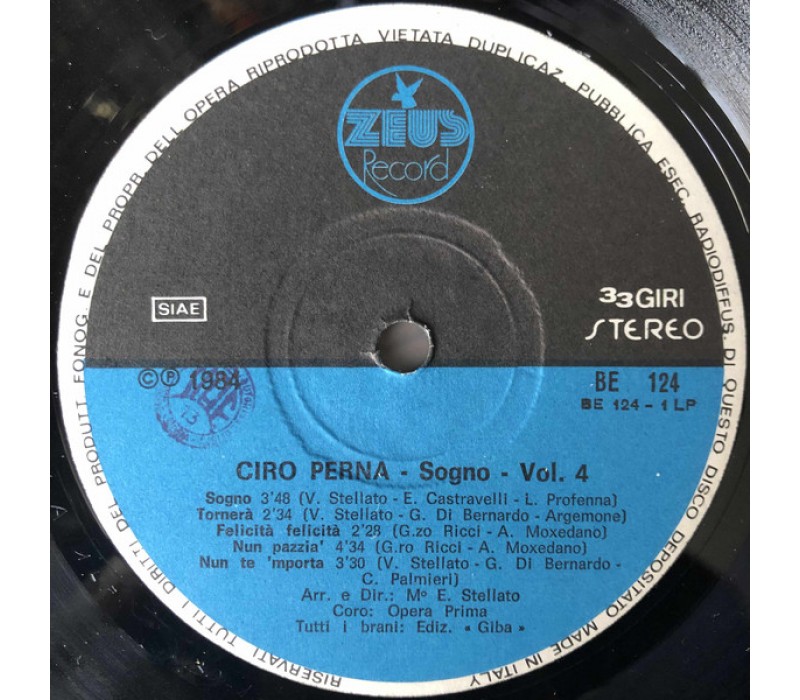 RISERVATI TUTTI I DIRITTI DEL PRODUTT. FONOG. E DEL PROPR. DELL'OPERA RIPRODOTTA VIETATA DUPLICAZ. PUBBLICA ESEC. RADIODIFFUS. DI QUESTO DISCO DEPOSITATO MADE IN ITALY
ZEUS
Record
SIAE
33GIRI
STEREO
© ℗ 1984
BE 124
BE 124 - 1 LP
CIRO PERNA - Sogno - Vol. 4
Sogno 3'48 (V. Stellato - E. Castravelli - L. Profenna)
Tornerà 2'34 (V. Stellato - G. Di Bernardo - Argemone)
Felicità felicità 2'28 (G.zo Ricci - A. Moxedano)
Nun pazzia' 4'34 (G.ro Ricci - A. Moxedano)
Nun te 'mporta 3'30 (V. Stellato - G. Di Bernardo -
C. Palmieri)
Arr. e Dir.: Mº E. Stellato
Coro: Opera Prima
Tutti i brani: Ediz. « Giba »